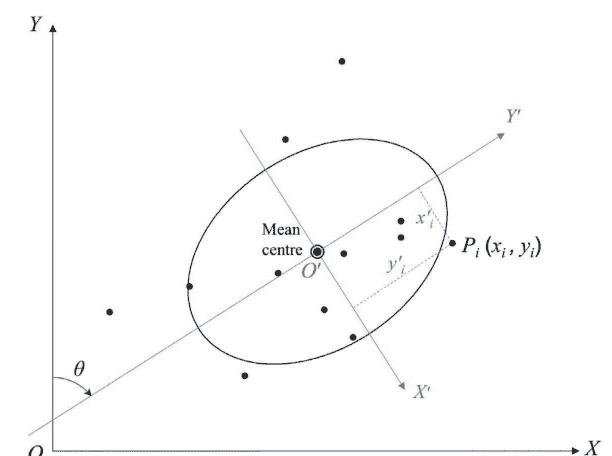 Y
Y'
Mean
centre
O'
x'ᵢ
y'ᵢ
Pᵢ (xᵢ, yᵢ)
θ
X'
X
O